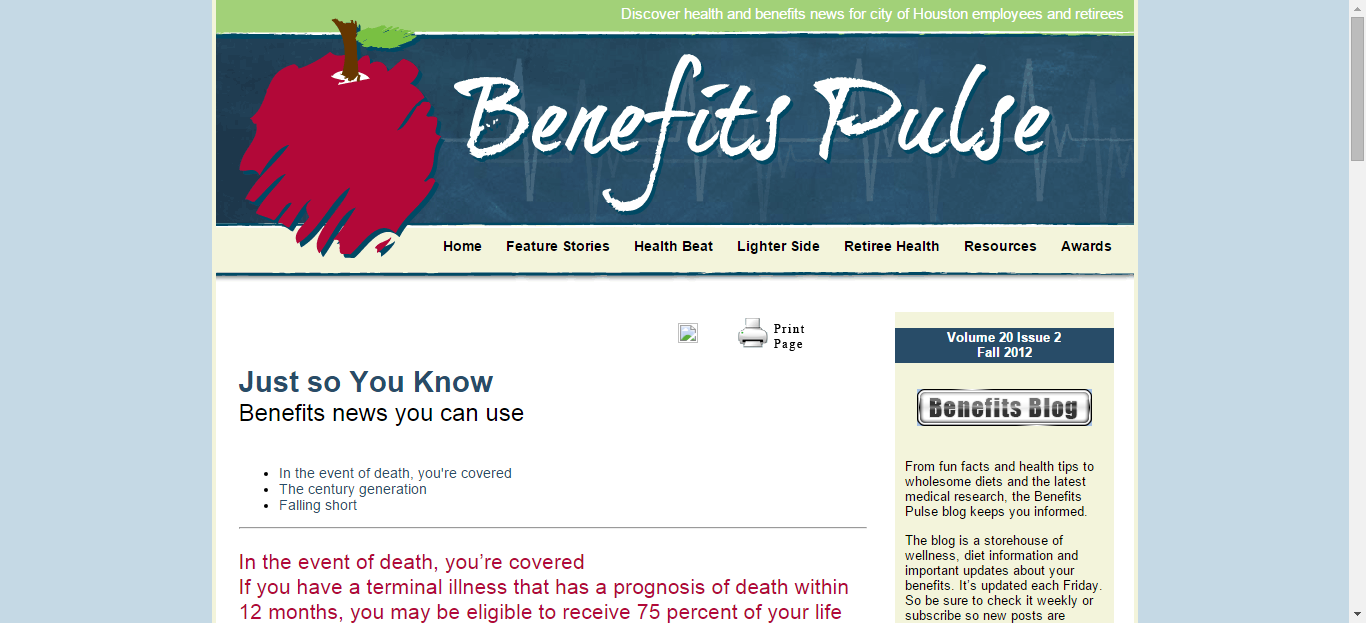 Discover health and benefits news for city of Houston employees and retirees
Benefits Pulse
Home Feature Stories Health Beat Lighter Side Retiree Health Resources Awards
Print
Page
Just so You Know
Benefits news you can use
In the event of death, you're covered
The century generation
Falling short
In the event of death, you’re covered
If you have a terminal illness that has a prognosis of death within
12 months, you may be eligible to receive 75 percent of your life
Volume 20 Issue 2
Fall 2012
Benefits Blog
From fun facts and health tips to
wholesome diets and the latest
medical research, the Benefits
Pulse blog keeps you informed.
The blog is a storehouse of
wellness, diet information and
important updates about your
benefits. It’s updated each Friday.
So be sure to check it weekly or
subscribe so new posts are